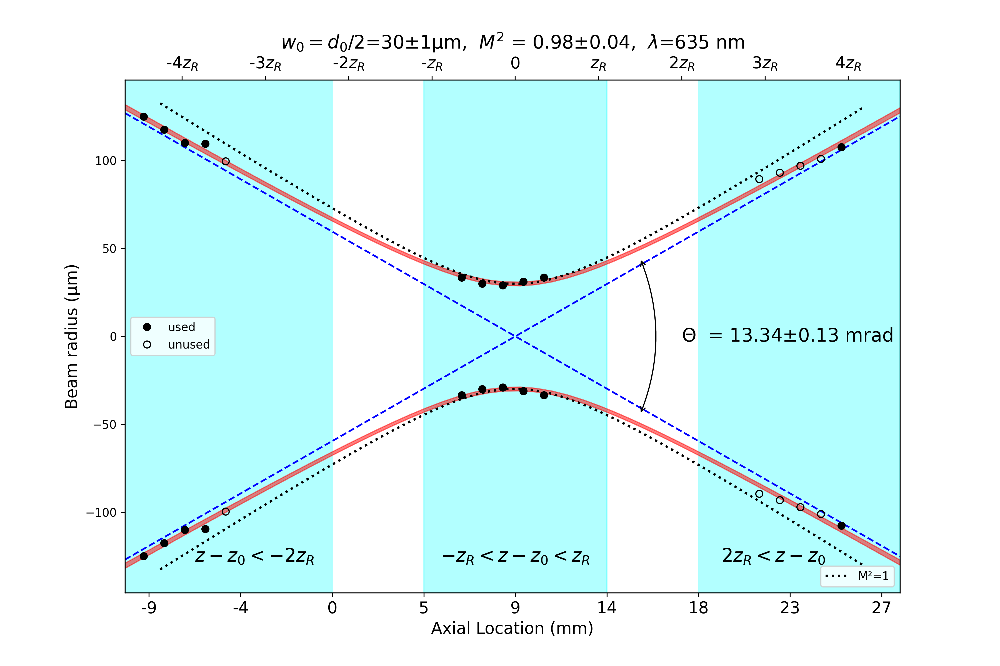 w₀ = d₀/2=30±1μm, M² = 0.98±0.04, λ=635 nm
-4z_R -3z_R -2z_R -z_R 0 z_R 2z_R 3z_R 4z_R
100
50
0
−50
−100
Beam radius (μm)
used
unused
Θ = 13.34±0.13 mrad
z − z₀ < −2z_R
−z_R < z − z₀ < z_R
2z_R < z − z₀
M²=1
-9 -4 0 5 9 14 18 23 27
Axial Location (mm)